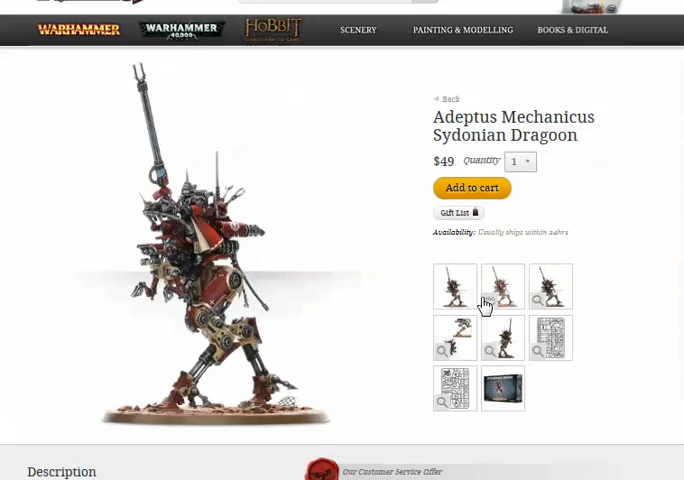 WARHAMMER
WARHAMMER
40,000
THE HOBBIT
SCENERY
PAINTING & MODELLING
BOOKS & DIGITAL
Back
Adeptus Mechanicus
Sydonian Dragoon
$49 Quantity 1
Add to cart
Gift List
Availability: Usually ships within 24hrs
Description
Our Customer Service Offer